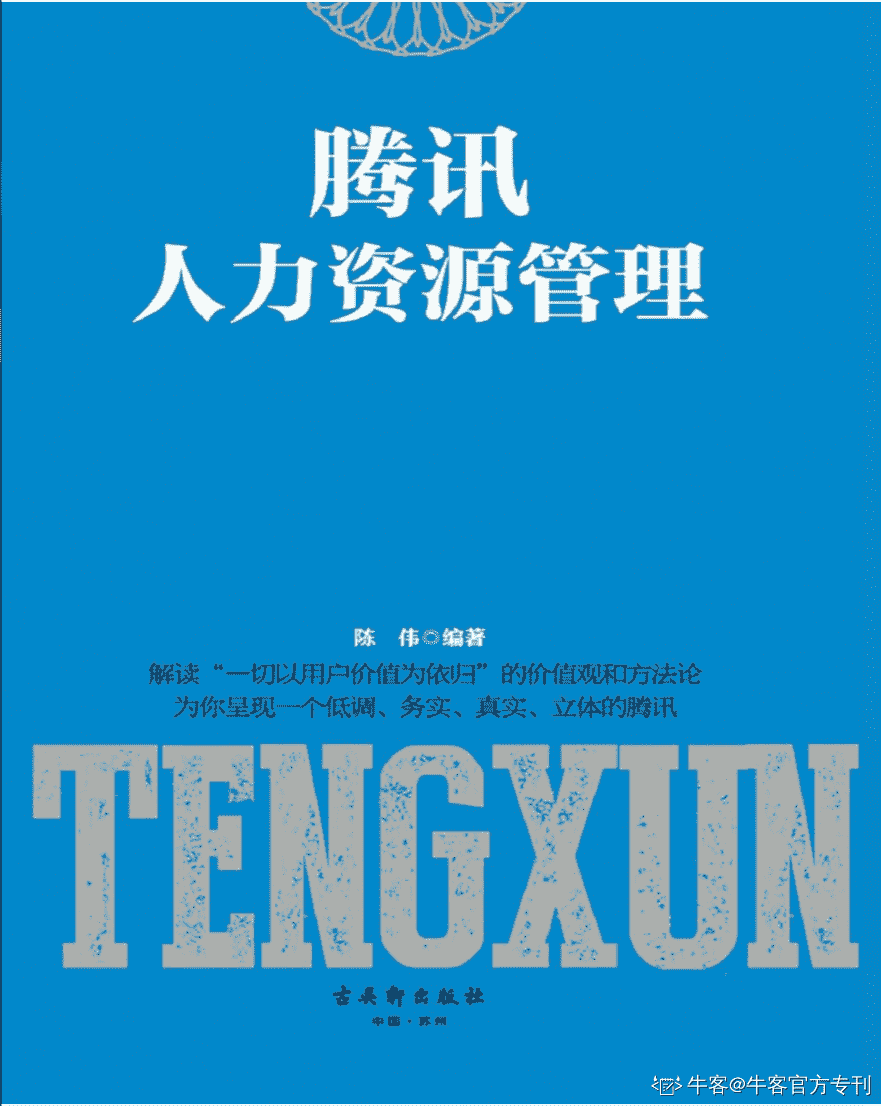 腾讯
人力资源管理
陈 伟◎编著
解读“一切以用户价值为依归”的价值观和方法论
为你呈现一个低调、务实、真实、立体的腾讯
TENGXUN
古吴轩出版社
中国·苏州
牛客@牛客官方专刊